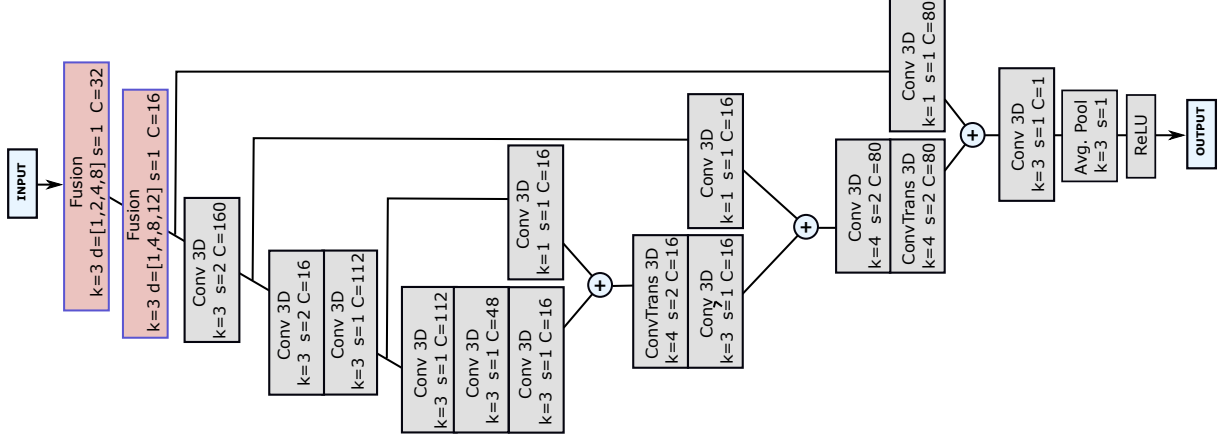 INPUT
Fusion
k=3 d=[1,2,4,8] s=1 C=32
Fusion
k=3 d=[1,4,8,12] s=1 C=16
Conv 3D
k=3 s=2 C=160
Conv 3D
k=3 s=2 C=16
Conv 3D
k=3 s=1 C=112
Conv 3D
k=3 s=1 C=112
Conv 3D
k=3 s=1 C=48
Conv 3D
k=3 s=1 C=16
Conv 3D
k=1 s=1 C=16
+
ConvTrans 3D
k=4 s=2 C=16
Conv 3D
?
k=3 s=1 C=16
Conv 3D
k=1 s=1 C=16
+
Conv 3D
k=4 s=2 C=80
ConvTrans 3D
k=4 s=2 C=80
Conv 3D
k=1 s=1 C=80
+
Conv 3D
k=3 s=1 C=1
Avg. Pool
k=3 s=1
ReLU
OUTPUT